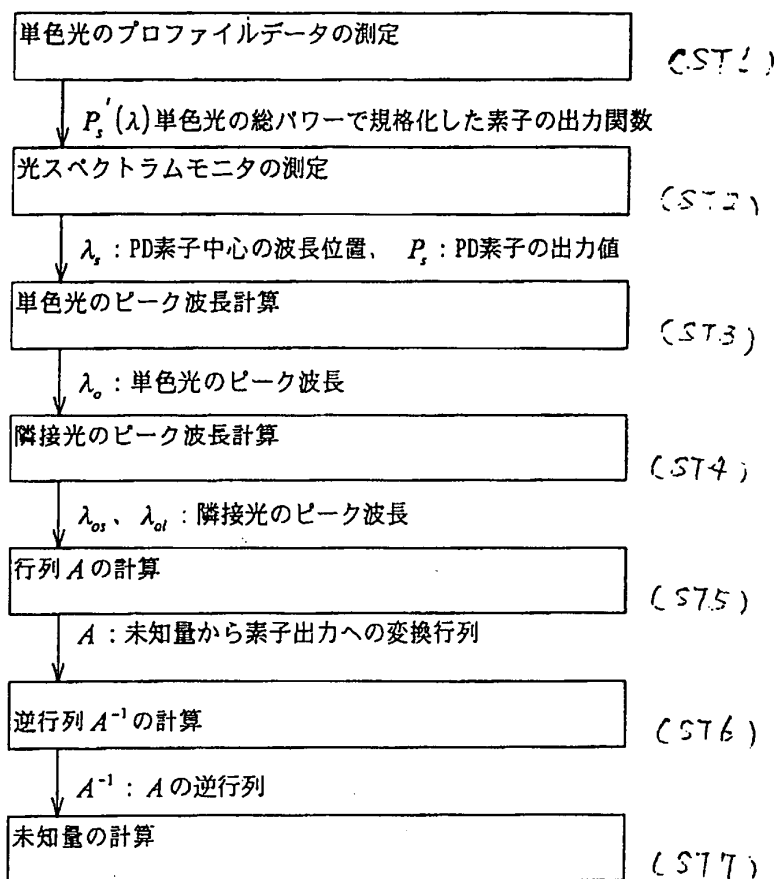 単色光のプロファイルデータの測定
(ST1)
P_s'(λ)単色光の総パワーで規格化した素子の出力関数
光スペクトラムモニタの測定
(ST2)
λ_s：PD素子中心の波長位置、 P_s：PD素子の出力値
単色光のピーク波長計算
(ST3)
λ_o：単色光のピーク波長
隣接光のピーク波長計算
(ST4)
λ_os、λ_ol：隣接光のピーク波長
行列Aの計算
(ST5)
A：未知量から素子出力への変換行列
逆行列A⁻¹の計算
(ST6)
A⁻¹：Aの逆行列
未知量の計算
(ST7)